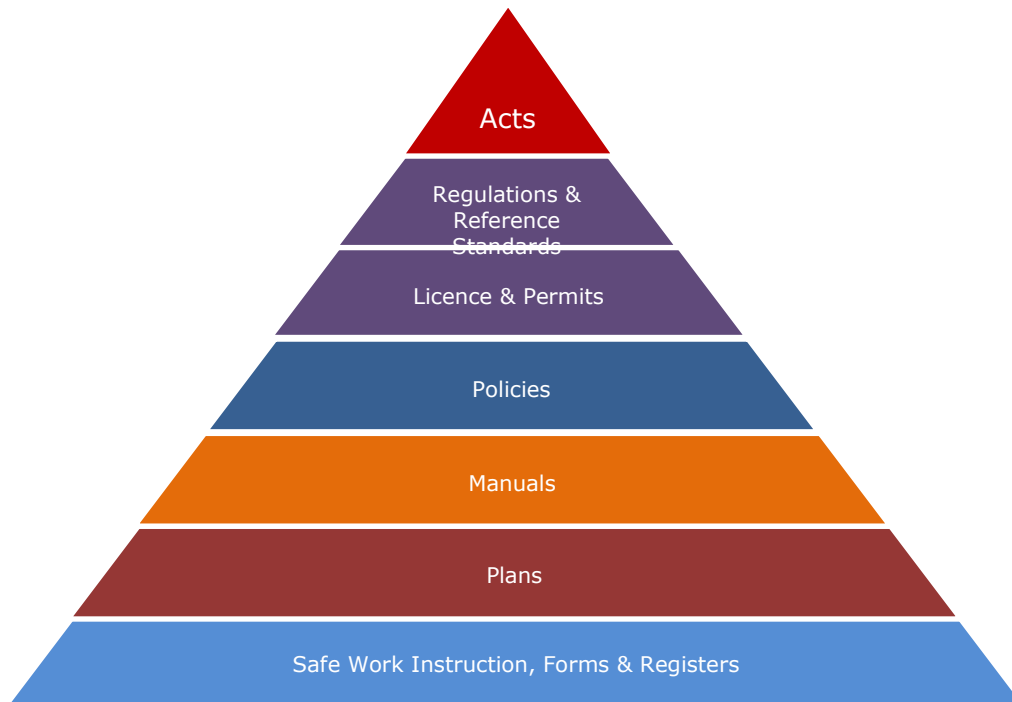 Acts
Regulations &
Reference
Standards
Licence & Permits
Policies
Manuals
Plans
Safe Work Instruction, Forms & Registers